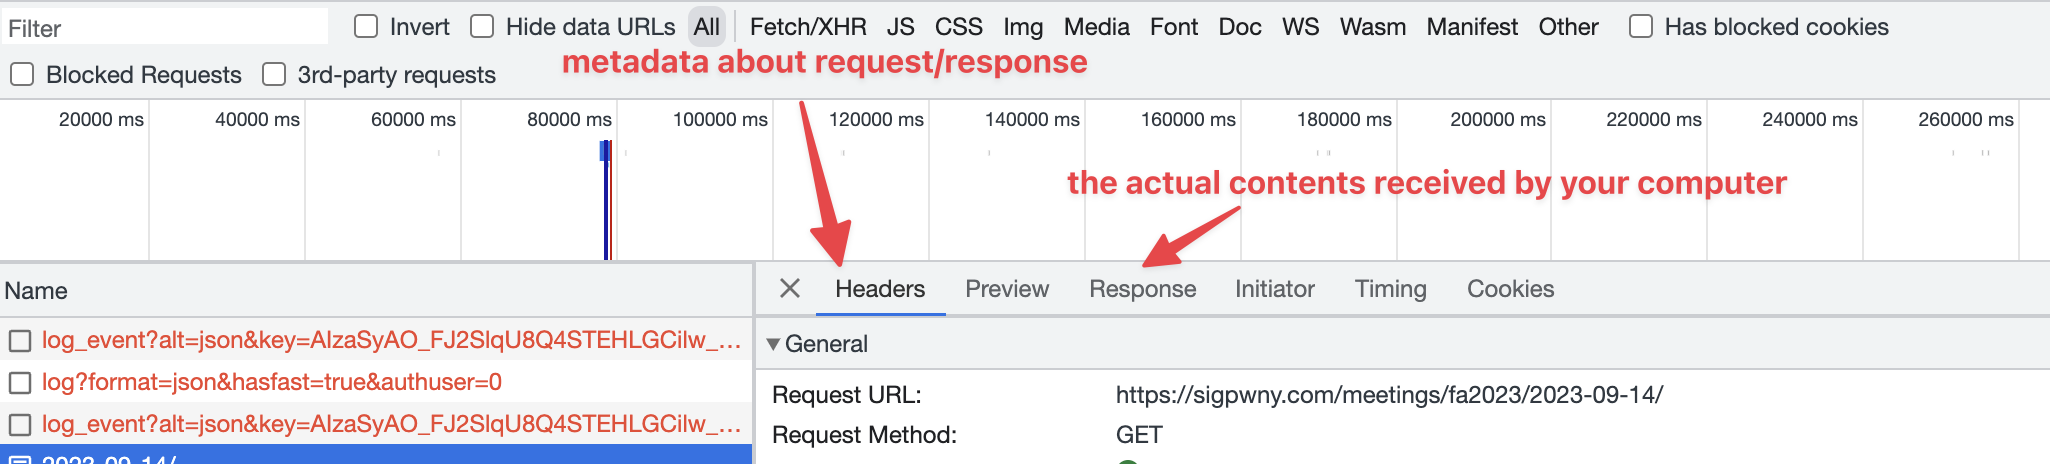 Filter Invert Hide data URLs All Fetch/XHR JS CSS Img Media Font Doc WS Wasm Manifest Other Has blocked cookies
metadata about request/response
Blocked Requests 3rd-party requests
20000 ms 40000 ms 60000 ms 80000 ms 100000 ms 120000 ms 140000 ms 160000 ms 180000 ms 200000 ms 220000 ms 240000 ms 260000 ms
the actual contents received by your computer
Name
Headers Preview Response Initiator Timing Cookies
log_event?alt=json&key=AIzaSyAO_FJ2SlqU8Q4STEHLGCilw_…
log?format=json&hasfast=true&authuser=0
log_event?alt=json&key=AIzaSyAO_FJ2SlqU8Q4STEHLGCilw_…
2023-09-14/
General
Request URL: https://sigpwny.com/meetings/fa2023/2023-09-14/
Request Method: GET